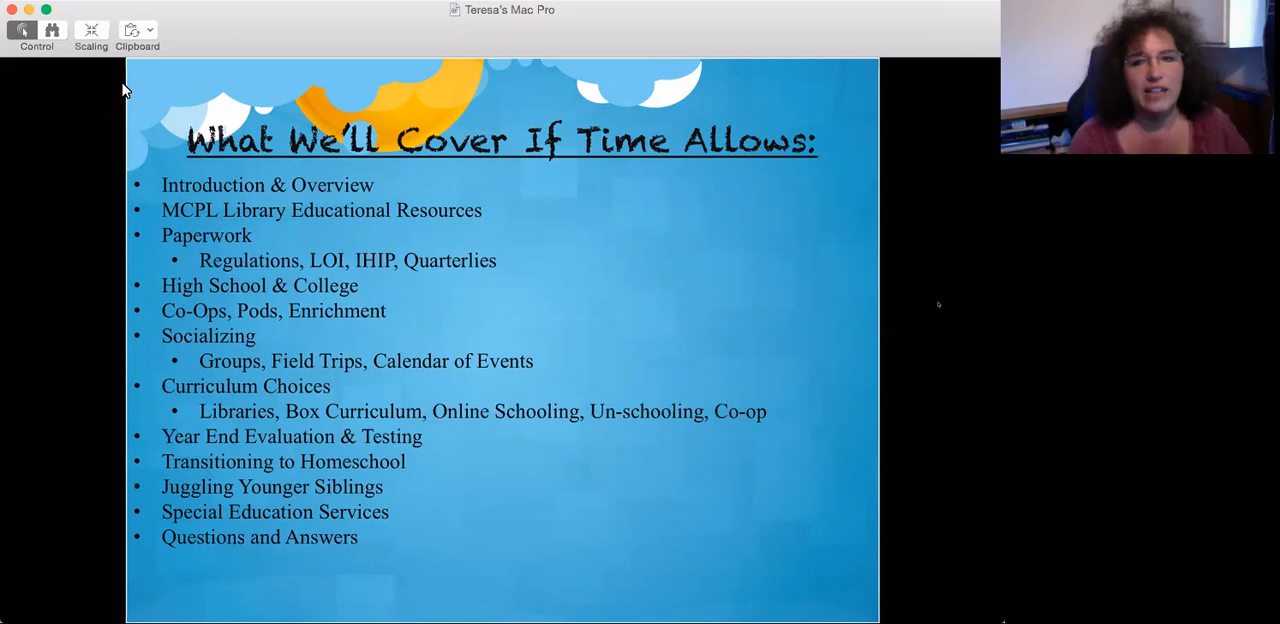 Teresa's Mac Pro
Control
Scaling
Clipboard
What We'll Cover If Time Allows:
• Introduction & Overview
• MCPL Library Educational Resources
• Paperwork
• Regulations, LOI, IHIP, Quarterlies
• High School & College
• Co-Ops, Pods, Enrichment
• Socializing
• Groups, Field Trips, Calendar of Events
• Curriculum Choices
• Libraries, Box Curriculum, Online Schooling, Un-schooling, Co-op
• Year End Evaluation & Testing
• Transitioning to Homeschool
• Juggling Younger Siblings
• Special Education Services
• Questions and Answers